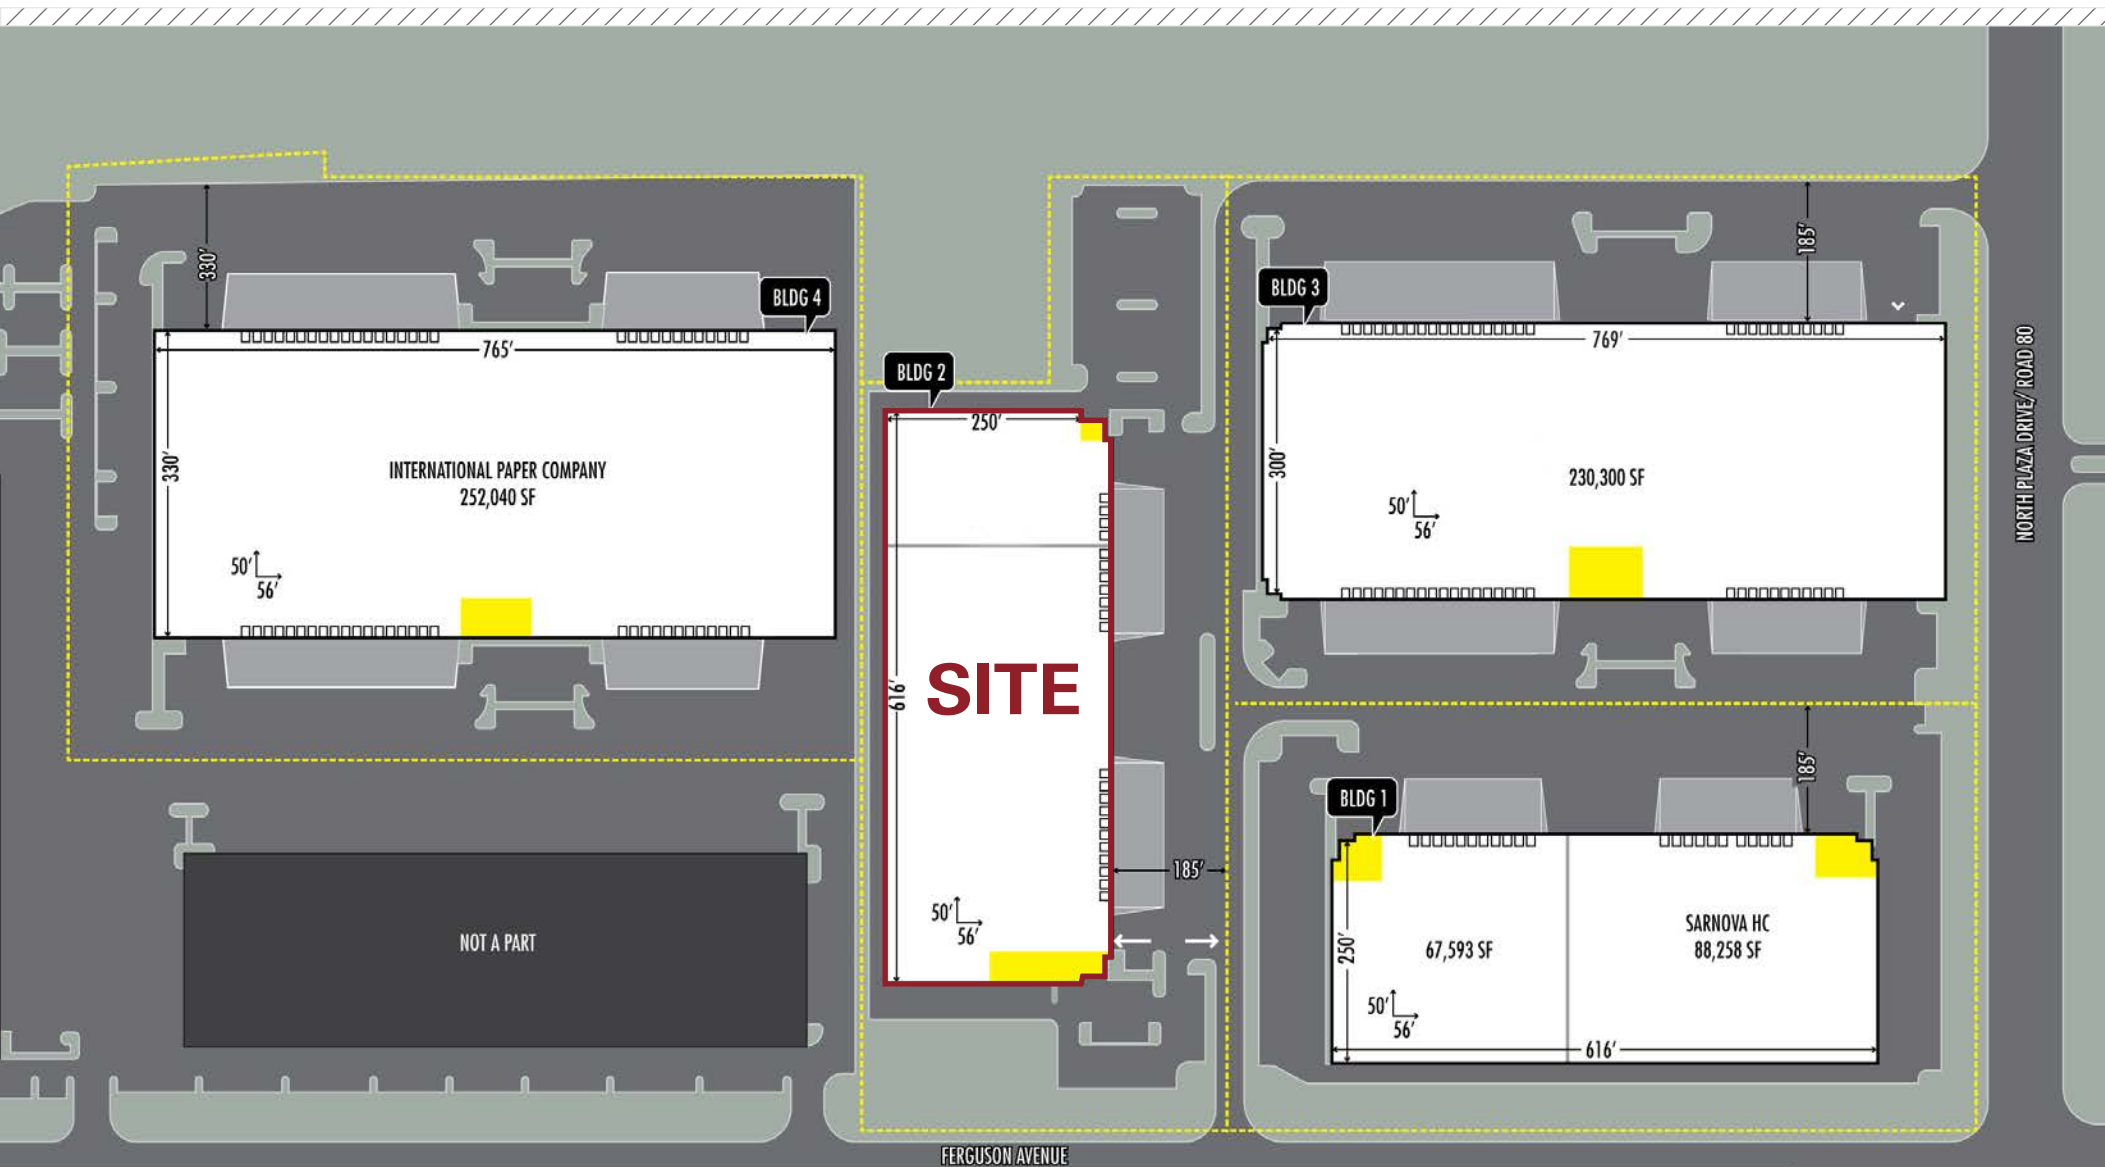 330'
BLDG 4
765'
330'
INTERNATIONAL PAPER COMPANY
252,040 SF
50'
56'
BLDG 2
250'
616'
SITE
50'
56'
185'
BLDG 3
185'
769'
300'
230,300 SF
50'
56'
NORTH PLAZA DRIVE/ ROAD 80
185'
BLDG 1
250'
67,593 SF
SARNOVA HC
88,258 SF
50'
56'
616'
NOT A PART
FERGUSON AVENUE